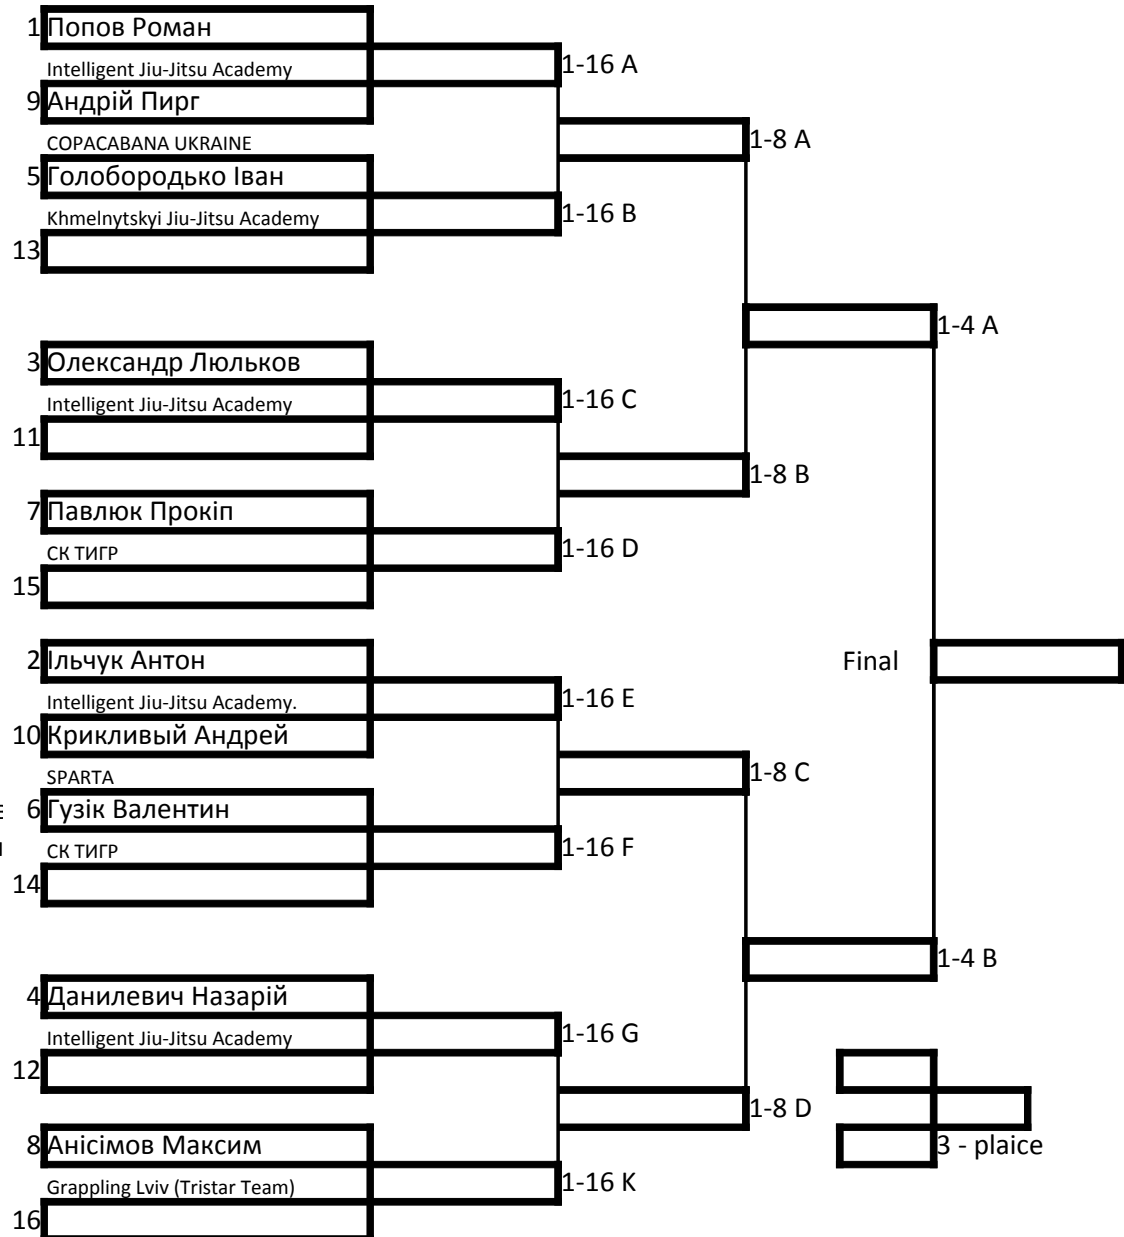 1 Попов Роман
Intelligent Jiu-Jitsu Academy
1-16 A
9 Андрій Пирг
COPACABANA UKRAINE
1-8 A
5 Голобородько Іван
Khmelnytskyi Jiu-Jitsu Academy
1-16 B
13
1-4 A
3 Олександр Люльков
Intelligent Jiu-Jitsu Academy
1-16 C
11
1-8 B
7 Павлюк Прокіп
СК ТИГР
1-16 D
15
2 Ільчук Антон
Final
Intelligent Jiu-Jitsu Academy.
1-16 E
10 Крикливый Андрей
SPARTA
1-8 C
6 Гузік Валентин
СК ТИГР
1-16 F
14
1-4 B
4 Данилевич Назарій
Intelligent Jiu-Jitsu Academy
1-16 G
12
1-8 D
8 Анісімов Максим
3 - plaice
Grappling Lviv (Tristar Team)
1-16 K
16